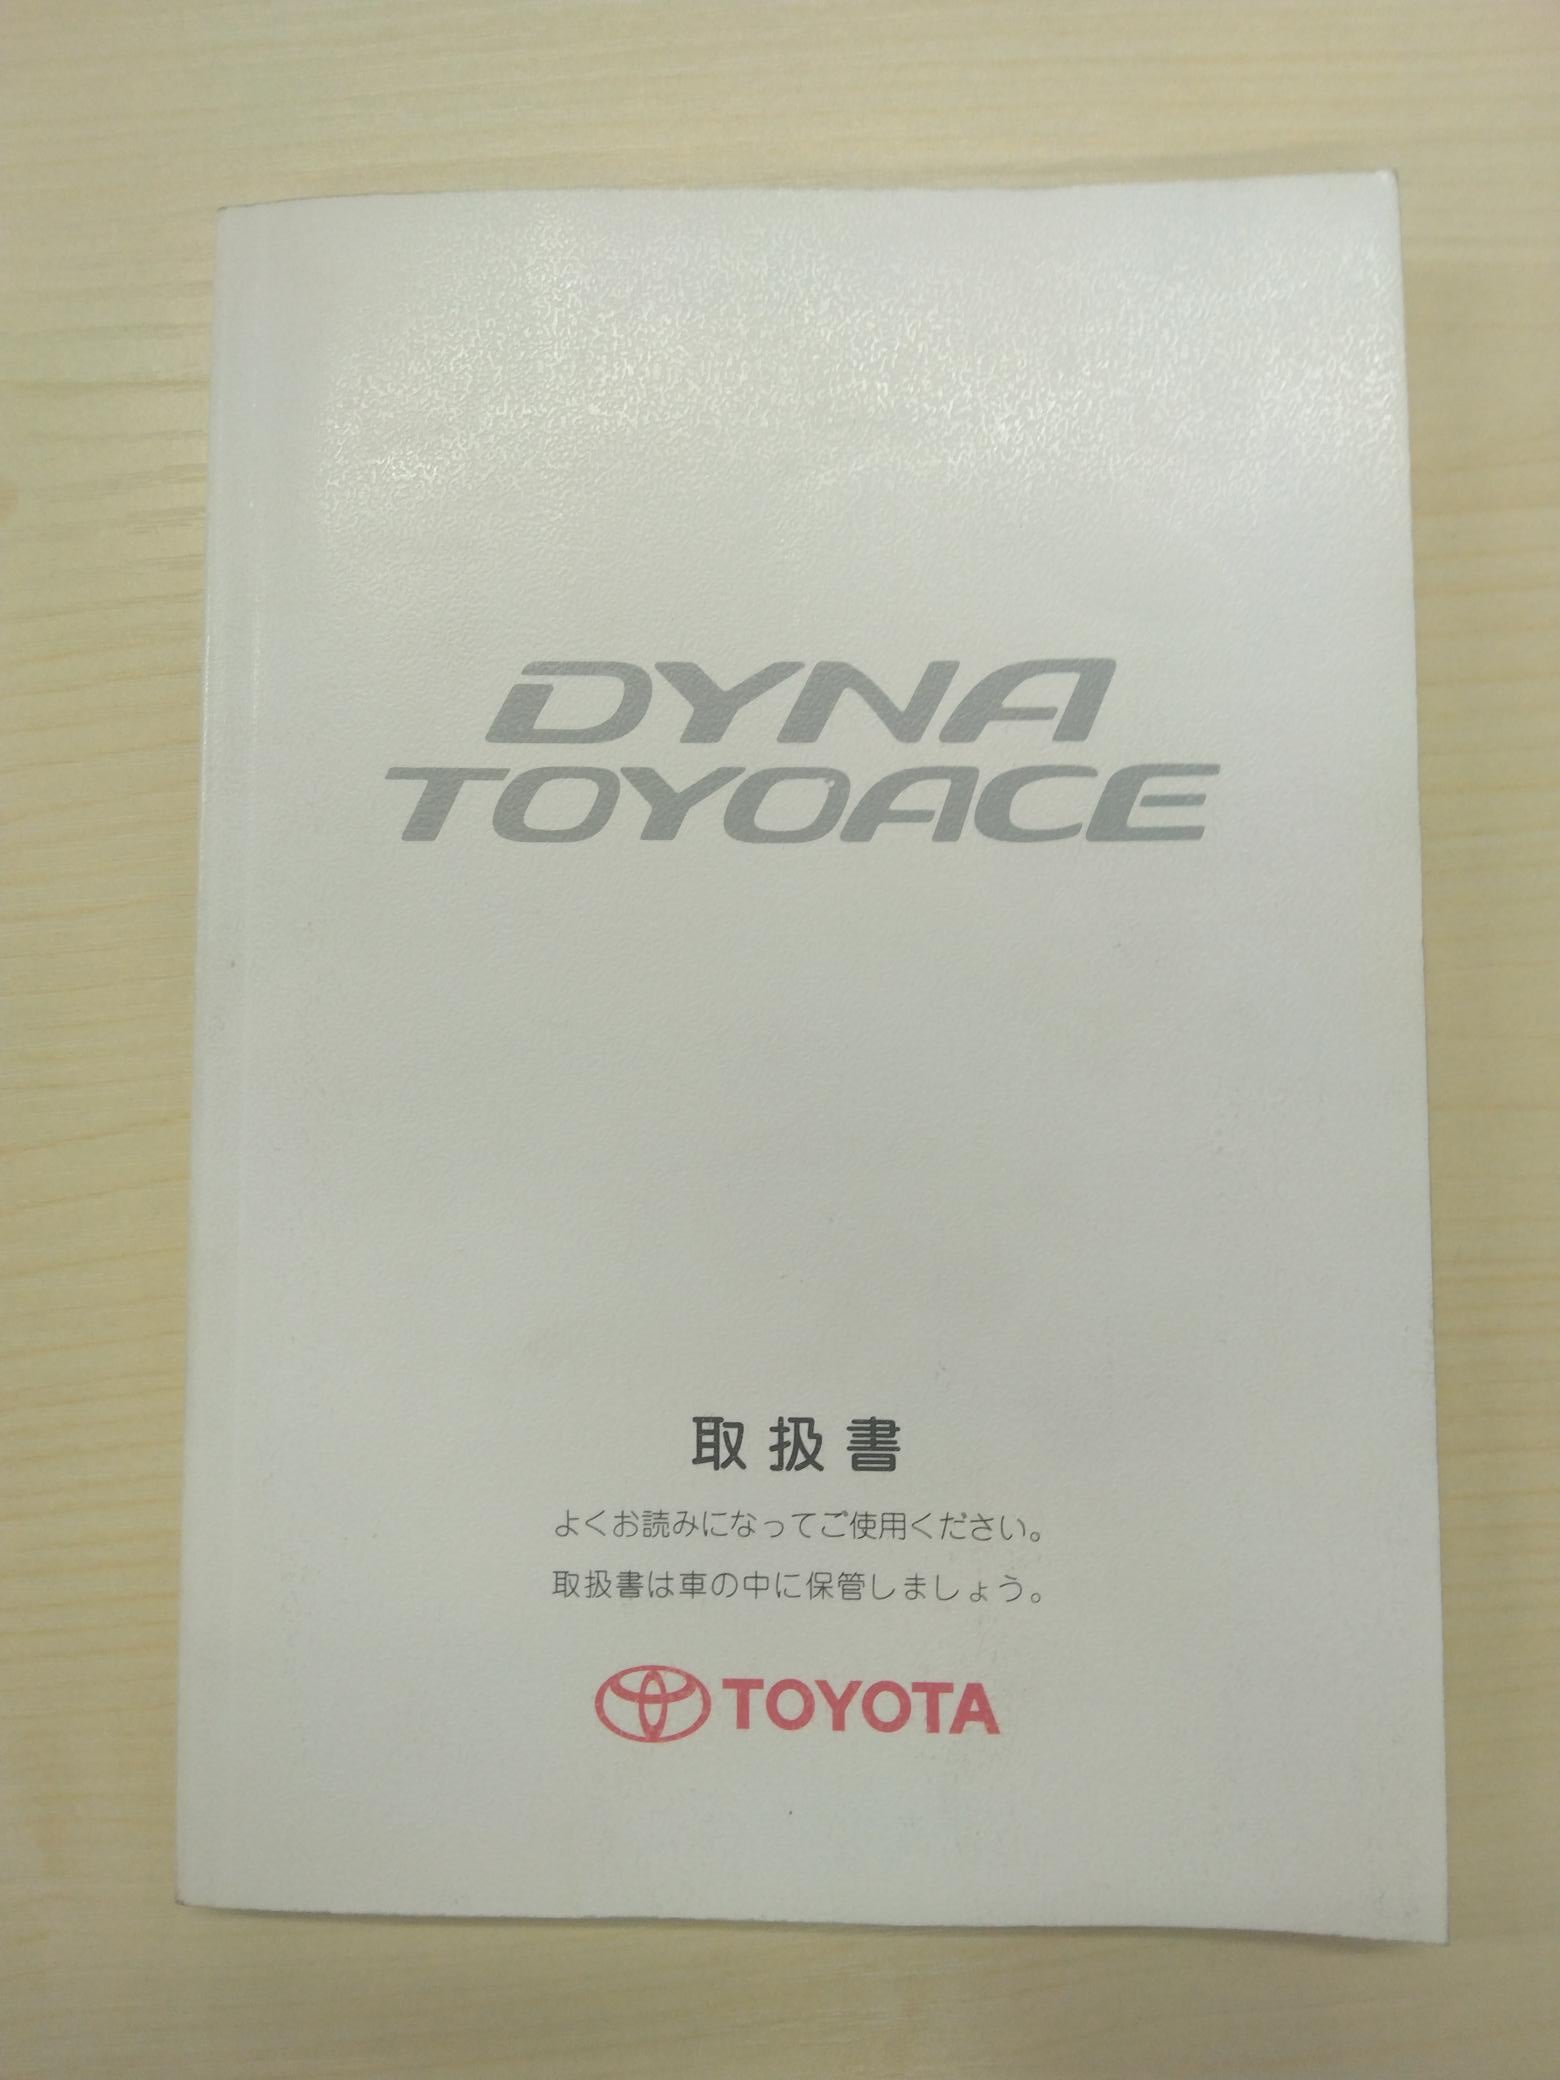 DYNA
TOYOACE
取扱書
よくお読みになってご使用ください。
取扱書は車の中に保管しましょう。
TOYOTA